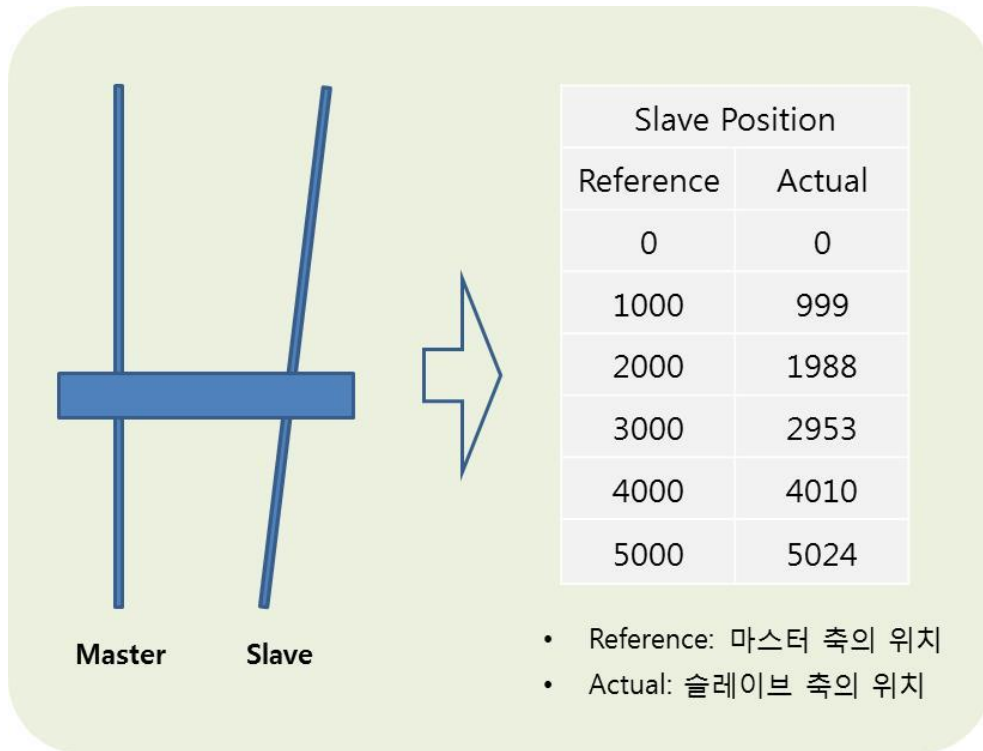 Slave Position
Reference Actual
0 0
1000 999
2000 1988
3000 2953
4000 4010
5000 5024
Master Slave
• Reference: 마스터 축의 위치
• Actual: 슬레이브 축의 위치